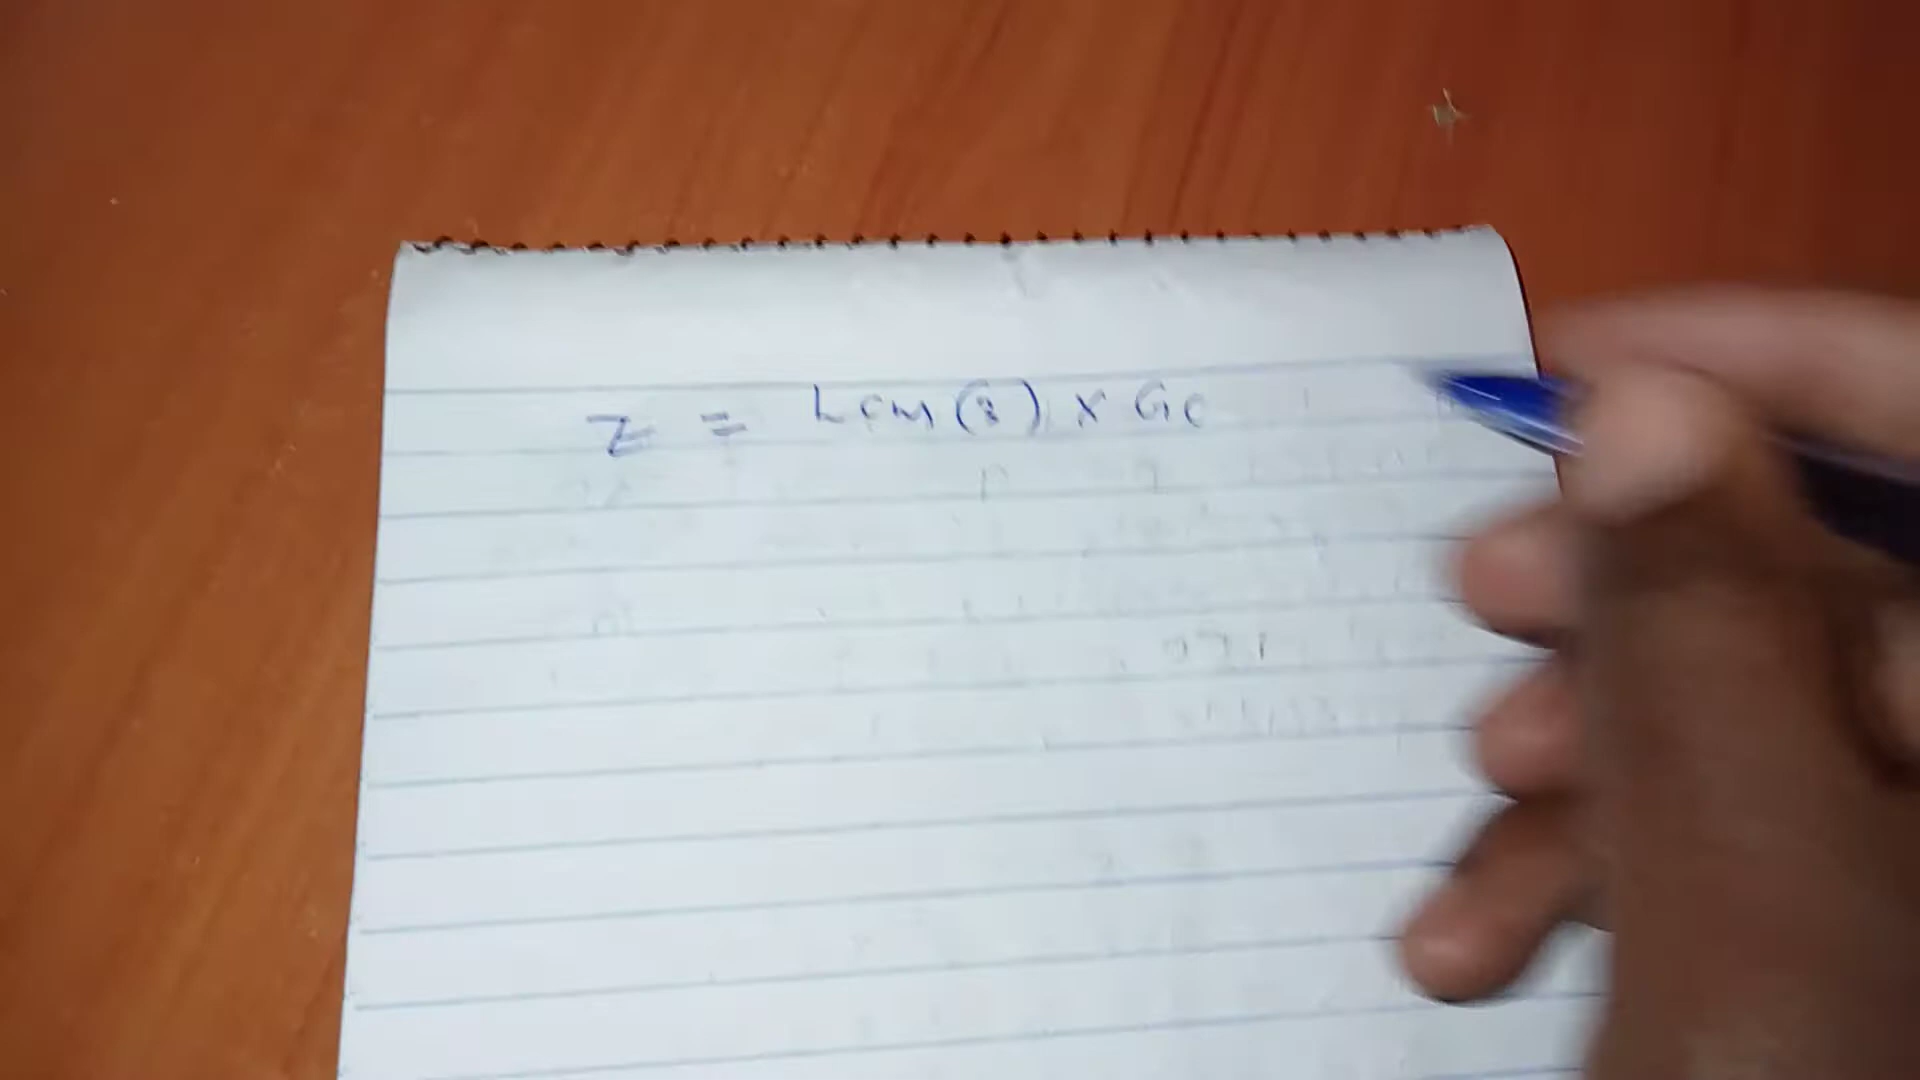 Z = LCM(3) x GC